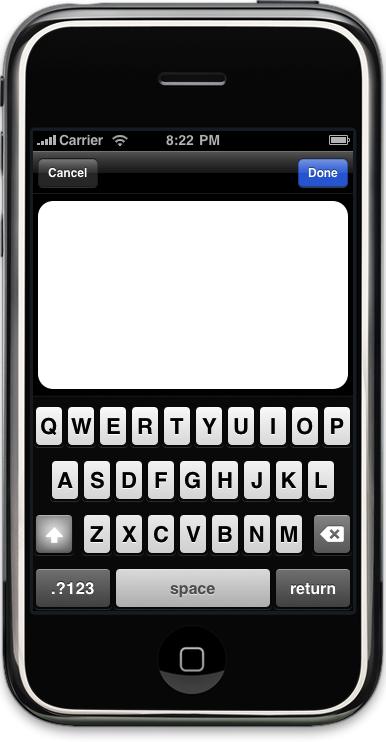 Carrier 8:22 PM
Cancel Done
Q W E R T Y U I O P
A S D F G H J K L
Z X C V B N M
.?123 space return